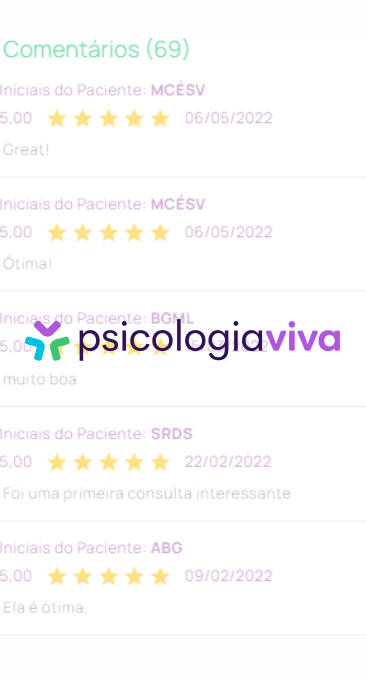 Comentários (69)
Iniciais do Paciente: MCÉSV
5,00 06/05/2022
Great!
Iniciais do Paciente: MCÉSV
5,00 06/05/2022
Ótima!
Iniciais do Paciente: BGML
psicologiaviva
5,00
muito boa
Iniciais do Paciente: SRDS
5,00 22/02/2022
Foi uma primeira consulta interessante
Iniciais do Paciente: ABG
5,00 09/02/2022
Ela é ótima.